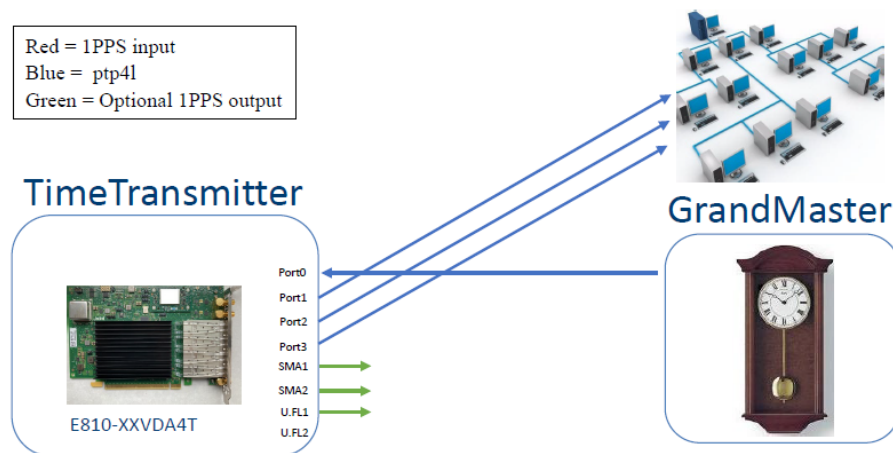 Red = 1PPS input
Blue = ptp4l
Green = Optional 1PPS output
TimeTransmitter
GrandMaster
Port0
Port1
Port2
Port3
SMA1
SMA2
U.FL1
U.FL2
E810-XXVDA4T